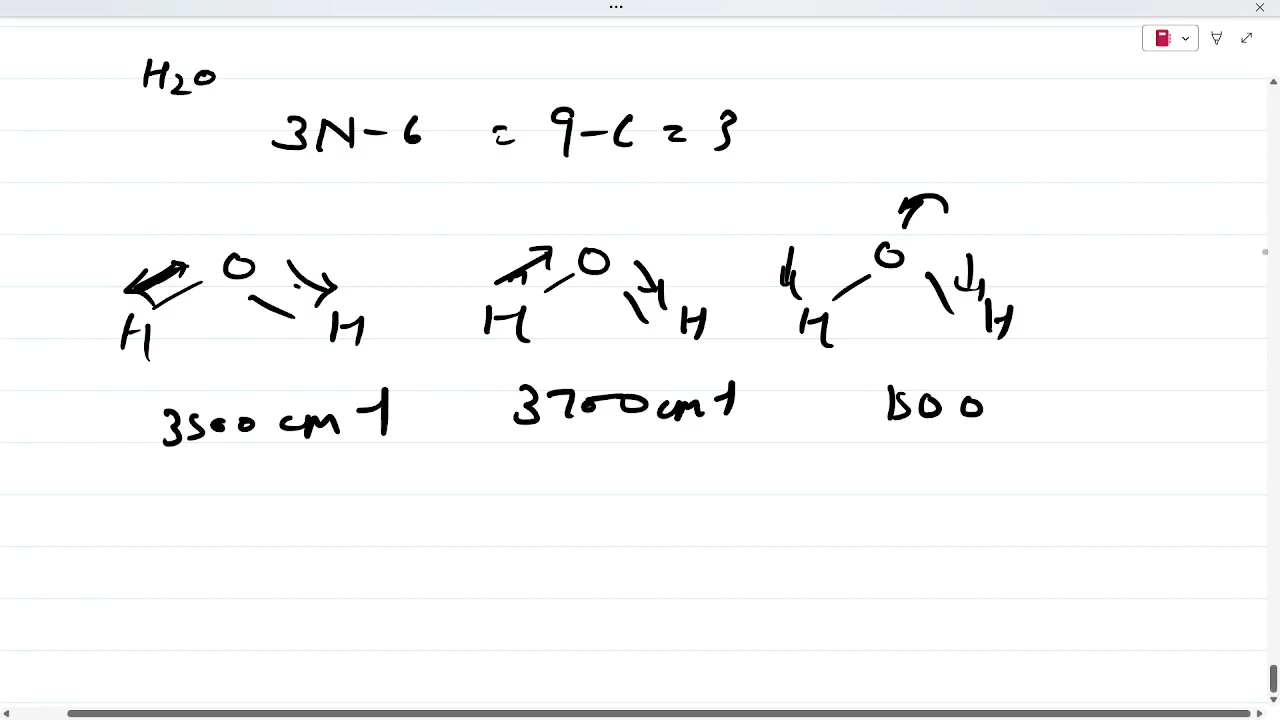 H2O
3N-6 = 9-6 = 3
O O O
H H H H H H
3500 cm-1 3700 cm-1 1500